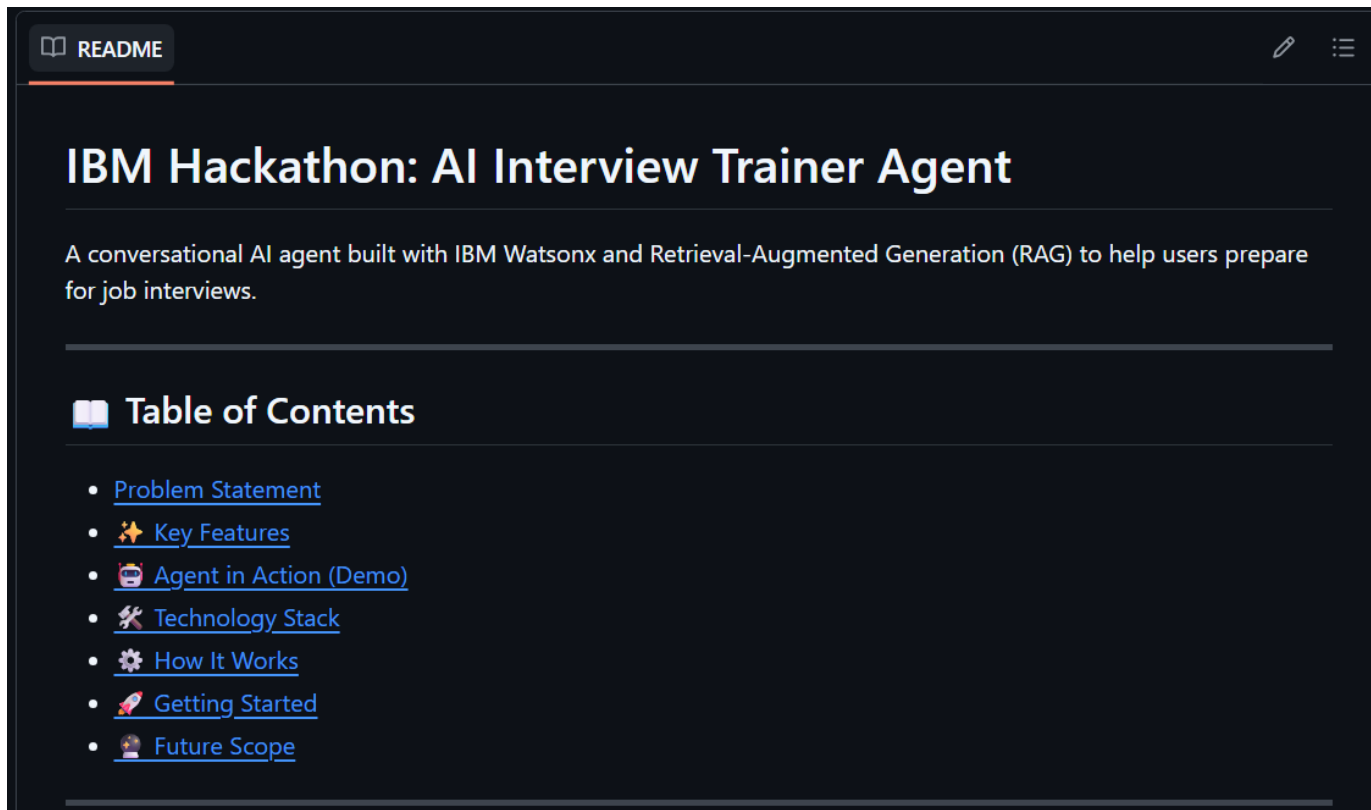 README
IBM Hackathon: AI Interview Trainer Agent
A conversational AI agent built with IBM Watsonx and Retrieval-Augmented Generation (RAG) to help users prepare
for job interviews.
📖 Table of Contents
• Problem Statement
• ✨ Key Features
• 🤖 Agent in Action (Demo)
• 🛠️ Technology Stack
• ⚙️ How It Works
• 🚀 Getting Started
• 🔮 Future Scope